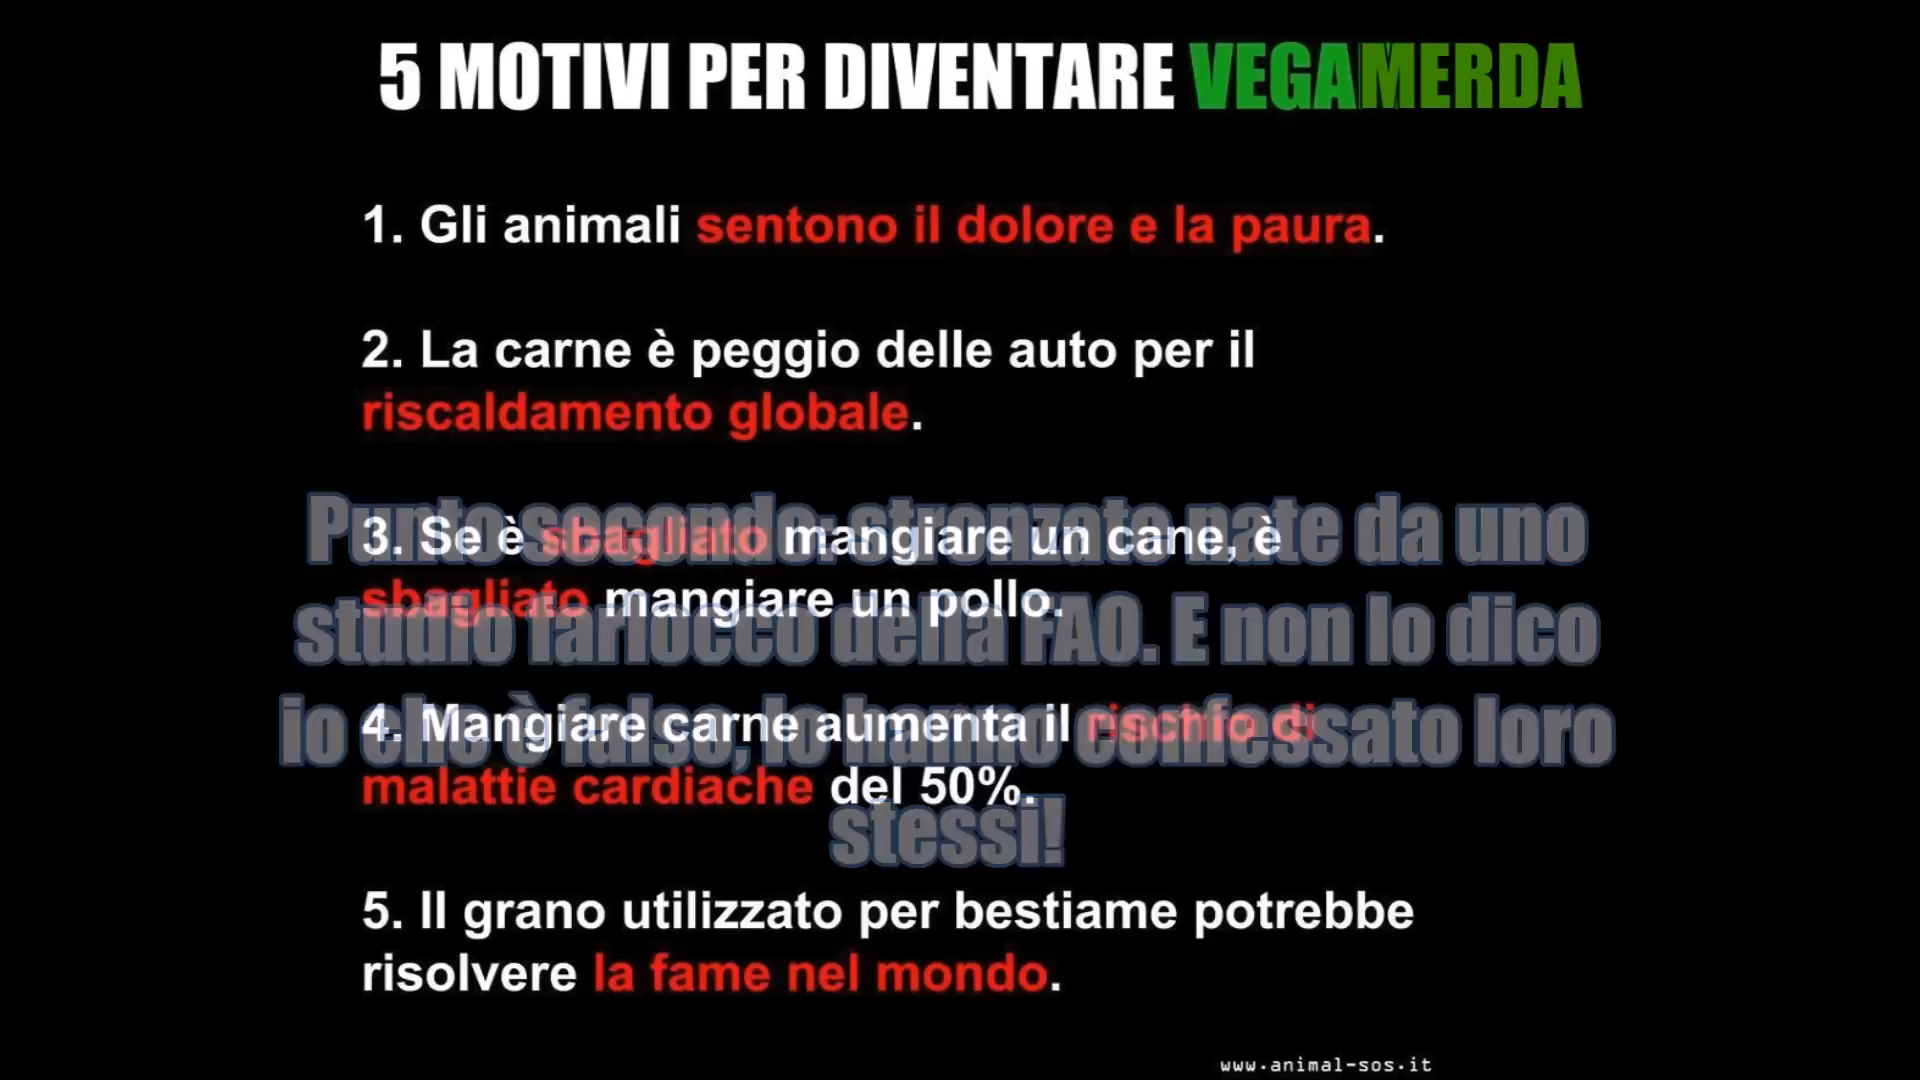 5 MOTIVI PER DIVENTARE VEGAMERDA
1. Gli animali sentono il dolore e la paura.
2. La carne è peggio delle auto per il
riscaldamento globale.
3. Se è sbagliato mangiare un cane, è
sbagliato mangiare un pollo.
4. Mangiare carne aumenta il rischio di
malattie cardiache del 50%.
5. Il grano utilizzato per bestiame potrebbe
risolvere la fame nel mondo.
Punto secondo: stronzate nate da uno
studio farlocco della FAO. E non lo dico
io che è falso, lo hanno confessato loro
stessi!
www.animal-sos.it